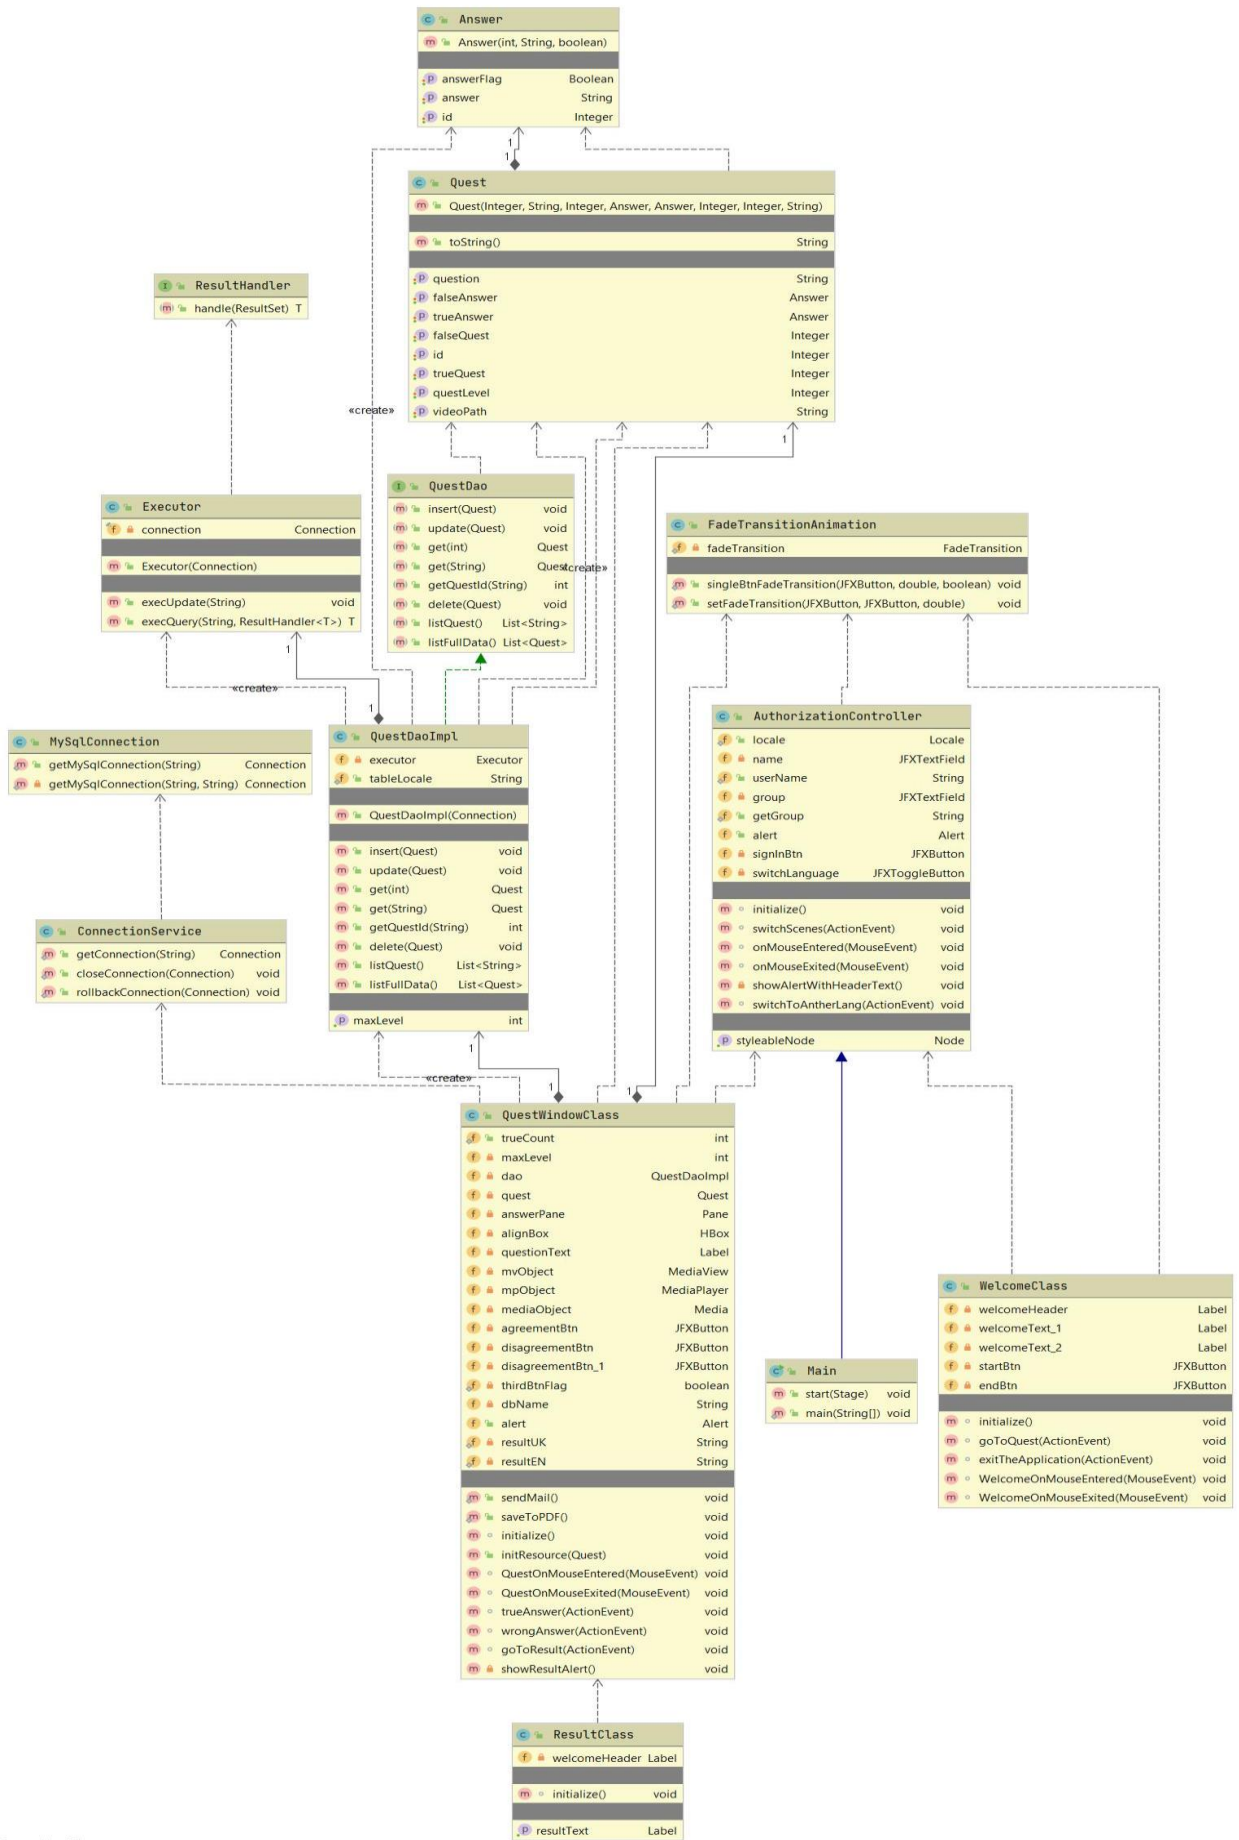 Answer
Answer(int, String, boolean)
answerFlag Boolean
answer String
id Integer
1
1
Quest
Quest(Integer, String, Integer, Answer, Answer, Integer, Integer, String)
toString() String
question String
falseAnswer Answer
trueAnswer Answer
falseQuest Integer
id Integer
trueQuest Integer
questLevel Integer
videoPath String
ResultHandler
handle(ResultSet) T
«create»
1
QuestDao
insert(Quest) void
update(Quest) void
get(int) Quest
get(String) Quest
getQuestId(String) int
delete(Quest) void
listQuest() List<String>
listFullData() List<Quest>
«create»
Executor
connection Connection
Executor(Connection)
execUpdate(String) void
execQuery(String, ResultHandler<T>) T
FadeTransitionAnimation
fadeTransition FadeTransition
singleBtnFadeTransition(JFXButton, double, boolean) void
setFadeTransition(JFXButton, JFXButton, double) void
1
«create»
1
MySqlConnection
getMySqlConnection(String) Connection
getMySqlConnection(String, String) Connection
QuestDaoImpl
executor Executor
tableLocale String
QuestDaoImpl(Connection)
insert(Quest) void
update(Quest) void
get(int) Quest
get(String) Quest
getQuestId(String) int
delete(Quest) void
listQuest() List<String>
listFullData() List<Quest>
maxLevel int
AuthorizationController
locale Locale
name JFXTextField
userName String
group JFXTextField
getGroup String
alert Alert
signInBtn JFXButton
switchLanguage JFXToggleButton
initialize() void
switchScenes(ActionEvent) void
onMouseEntered(MouseEvent) void
onMouseExited(MouseEvent) void
showAlertWithHeaderText() void
switchToAntherLang(ActionEvent) void
styleableNode Node
ConnectionService
getConnection(String) Connection
closeConnection(Connection) void
rollbackConnection(Connection) void
1
«create»
1
1
QuestWindowClass
trueCount int
maxLevel int
dao QuestDaoImpl
quest Quest
answerPane Pane
alignBox HBox
questionText Label
mvObject MediaView
mpObject MediaPlayer
mediaObject Media
agreementBtn JFXButton
disagreementBtn JFXButton
disagreementBtn_1 JFXButton
thirdBtnFlag boolean
dbName String
alert Alert
resultUK String
resultEN String
sendMail() void
saveToPDF() void
initialize() void
initResource(Quest) void
QuestOnMouseEntered(MouseEvent) void
QuestOnMouseExited(MouseEvent) void
trueAnswer(ActionEvent) void
wrongAnswer(ActionEvent) void
goToResult(ActionEvent) void
showResultAlert() void
Main
start(Stage) void
main(String[]) void
WelcomeClass
welcomeHeader Label
welcomeText_1 Label
welcomeText_2 Label
startBtn JFXButton
endBtn JFXButton
initialize() void
goToQuest(ActionEvent) void
exitTheApplication(ActionEvent) void
WelcomeOnMouseEntered(MouseEvent) void
WelcomeOnMouseExited(MouseEvent) void
ResultClass
welcomeHeader Label
initialize() void
resultText Label